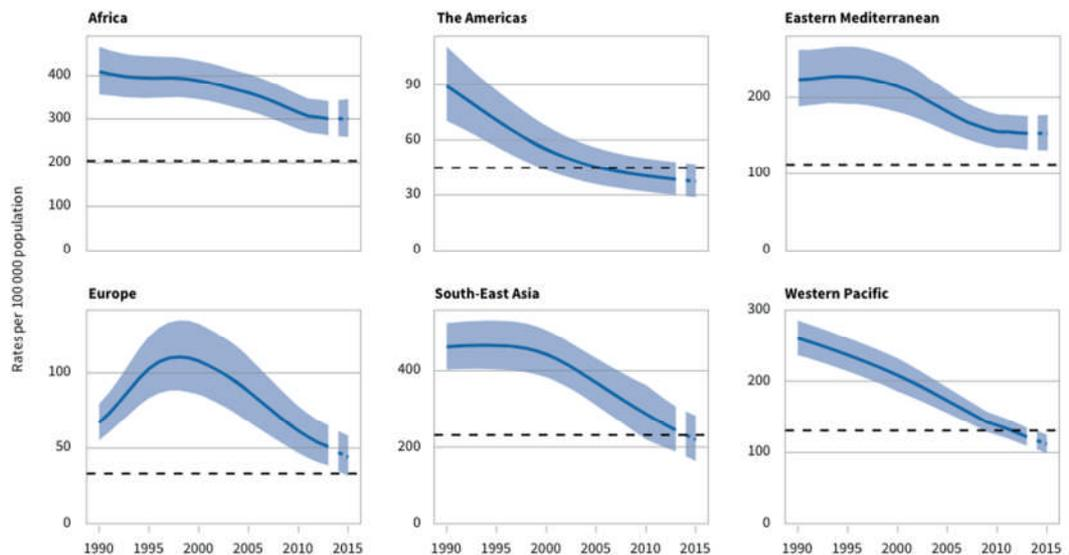 Africa
The Americas
Eastern Mediterranean
400
300
200
100
0
90
60
30
0
200
100
0
Rates per 100 000 population
Europe
South-East Asia
Western Pacific
100
50
0
400
200
0
300
200
100
0
1990 1995 2000 2005 2010 2015
1990 1995 2000 2005 2010 2015
1990 1995 2000 2005 2010 2015